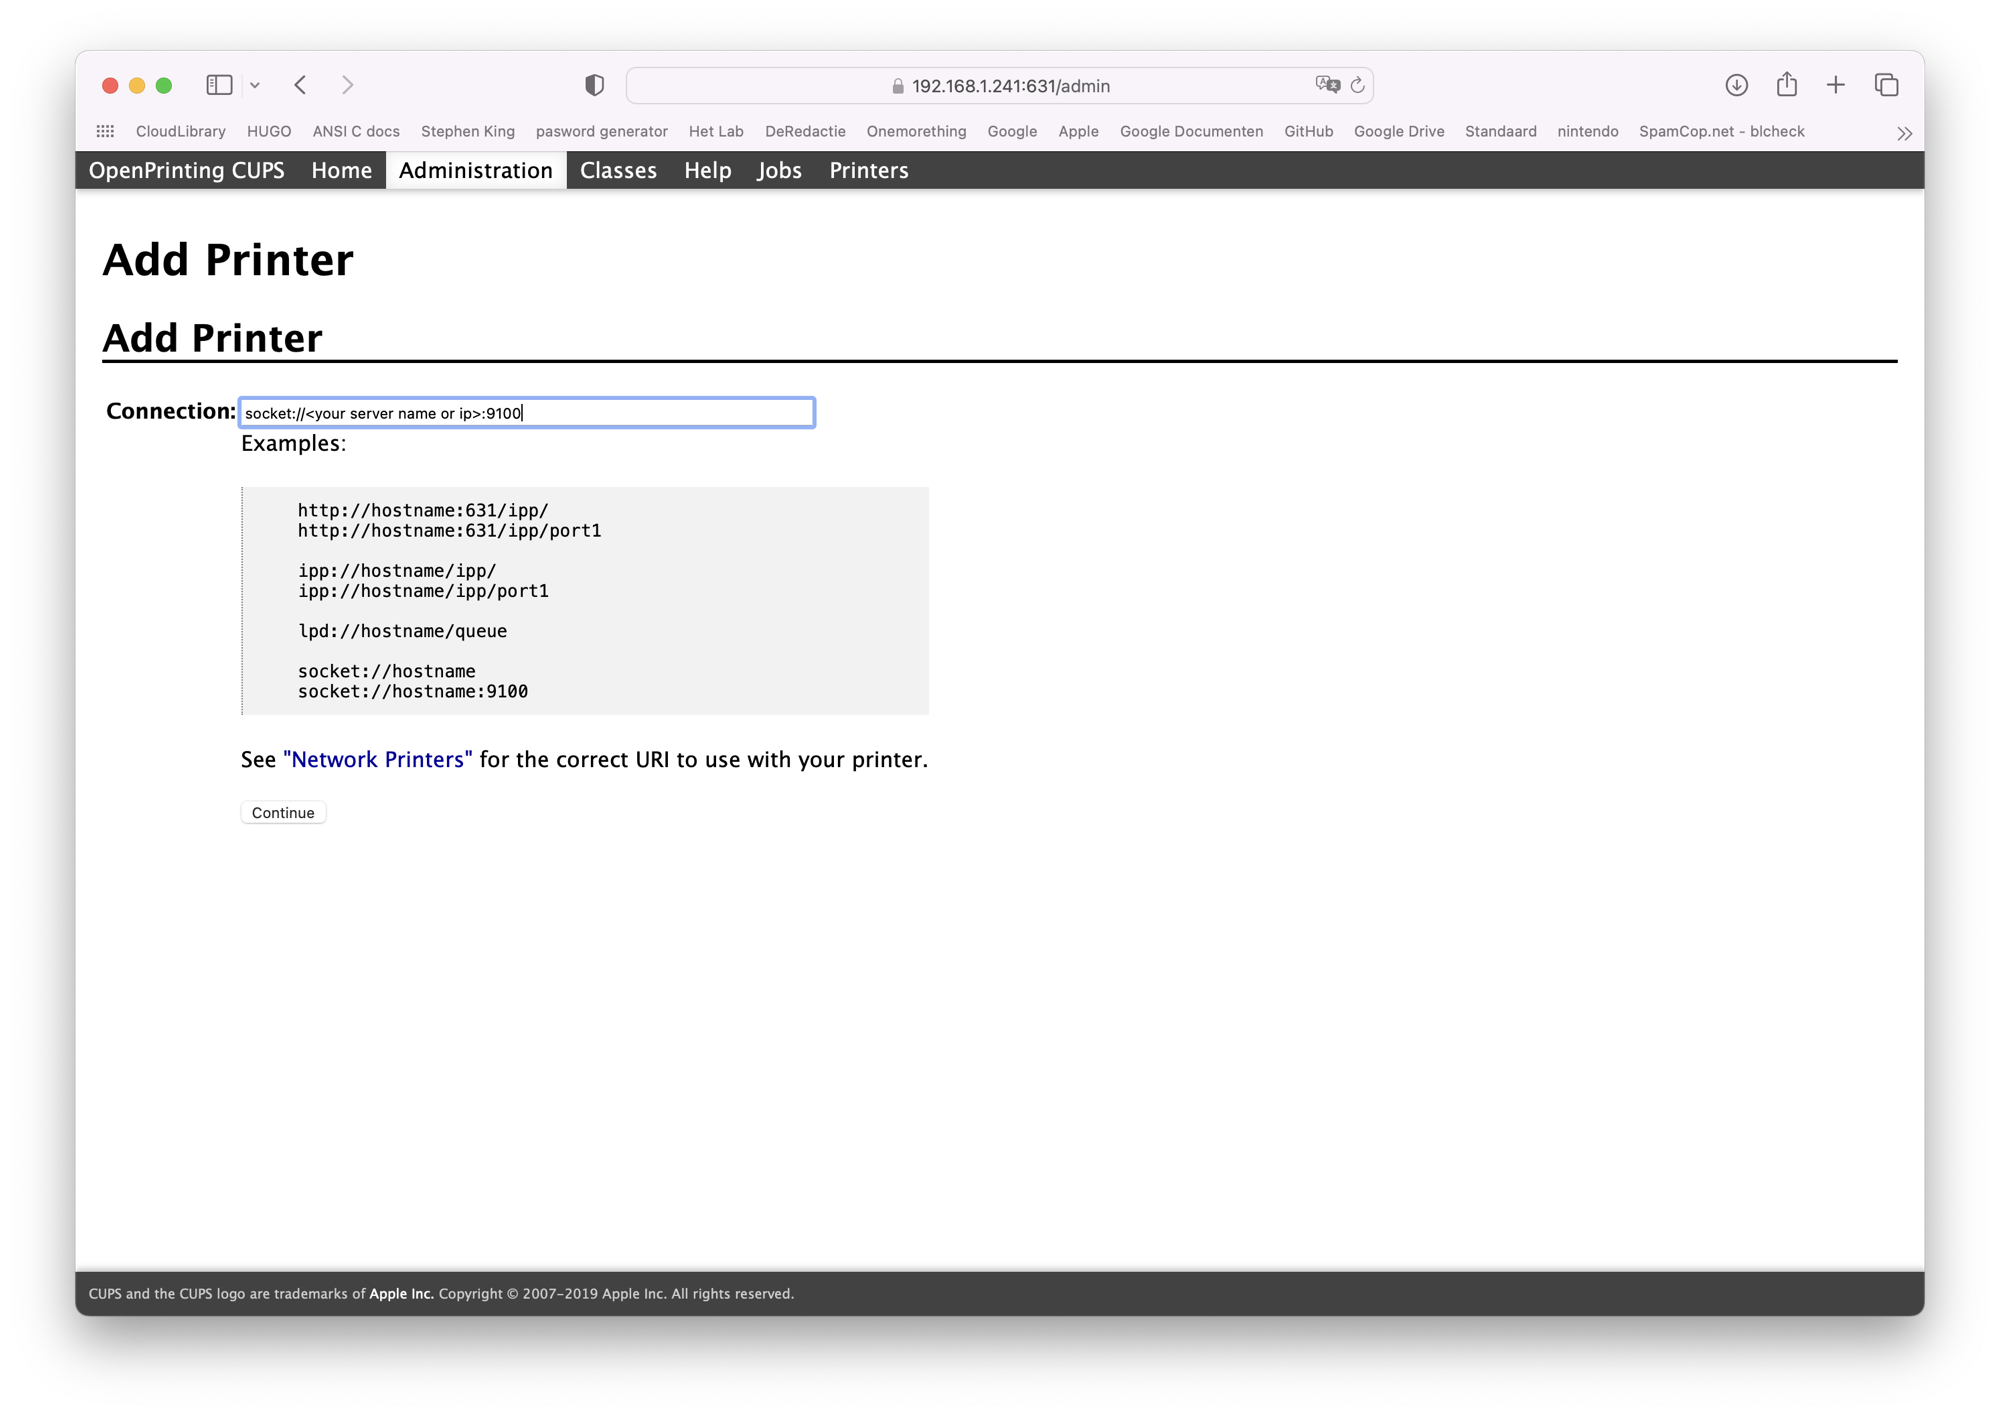 192.168.1.241:631/admin
CloudLibrary HUGO ANSI C docs Stephen King pasword generator Het Lab DeRedactie Onemorething Google Apple Google Documenten GitHub Google Drive Standaard nintendo SpamCop.net - blcheck
OpenPrinting CUPS Home Administration Classes Help Jobs Printers
Add Printer
Add Printer
Connection: socket://<your server name or ip>:9100
Examples:
http://hostname:631/ipp/
http://hostname:631/ipp/port1
ipp://hostname/ipp/
ipp://hostname/ipp/port1
lpd://hostname/queue
socket://hostname
socket://hostname:9100
See "Network Printers" for the correct URI to use with your printer.
Continue
CUPS and the CUPS logo are trademarks of Apple Inc. Copyright © 2007-2019 Apple Inc. All rights reserved.